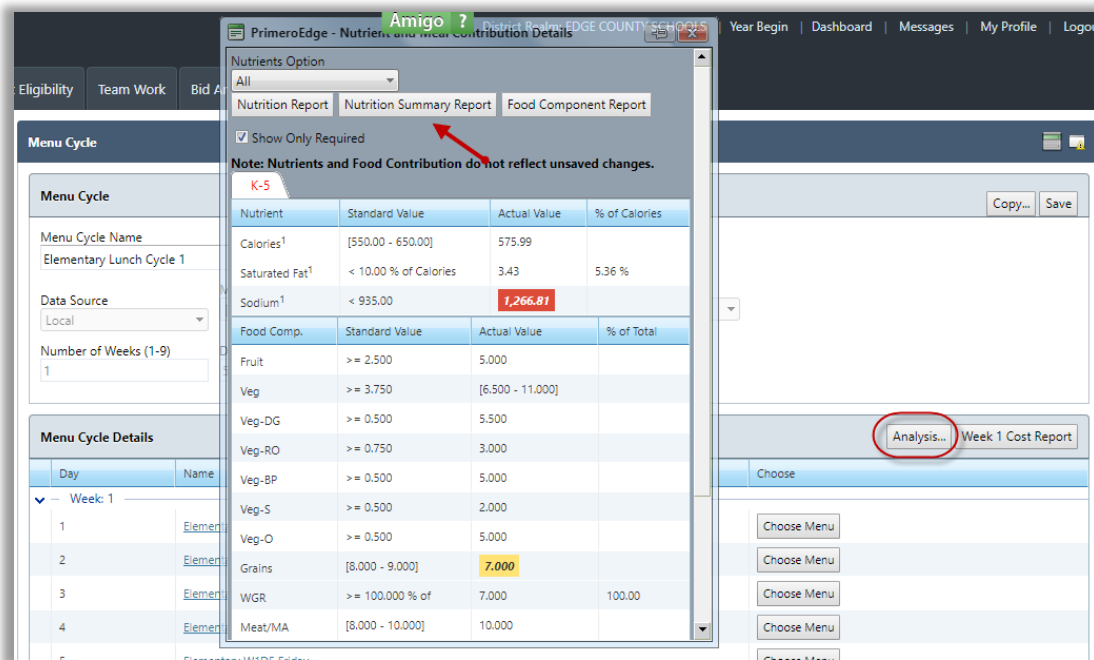 Amigo ?
District Realm: EDGE COUNTY SCHOOLS | Year Begin | Dashboard | Messages | My Profile | Logou
PrimeroEdge - Nutrient and Meal Contribution Details
Eligibility Team Work Bid An
Nutrients Option
All
Nutrition Report Nutrition Summary Report Food Component Report
Show Only Required
Note: Nutrients and Food Contribution do not reflect unsaved changes.
K-5
Nutrient Standard Value Actual Value % of Calories
Calories1 [550.00 - 650.00] 575.99
Saturated Fat1 < 10.00 % of Calories 3.43 5.36 %
Sodium1 < 935.00 1,266.81
Food Comp. Standard Value Actual Value % of Total
Fruit >= 2.500 5.000
Veg >= 3.750 [6.500 - 11.000]
Veg-DG >= 0.500 5.500
Veg-RO >= 0.750 3.000
Veg-BP >= 0.500 5.000
Veg-S >= 0.500 2.000
Veg-O >= 0.500 5.000
Grains [8.000 - 9.000] 7.000
WGR >= 100.000 % of 7.000 100.00
Meat/MA [8.000 - 10.000] 10.000
Menu Cycle
Menu Cycle
Copy... Save
Menu Cycle Name
Elementary Lunch Cycle 1
Data Source
Local
Number of Weeks (1-9)
1
Menu Cycle Details
Analysis... Week 1 Cost Report
Day Name Choose
Week: 1
1 Element Choose Menu
2 Element Choose Menu
3 Element Choose Menu
4 Element Choose Menu